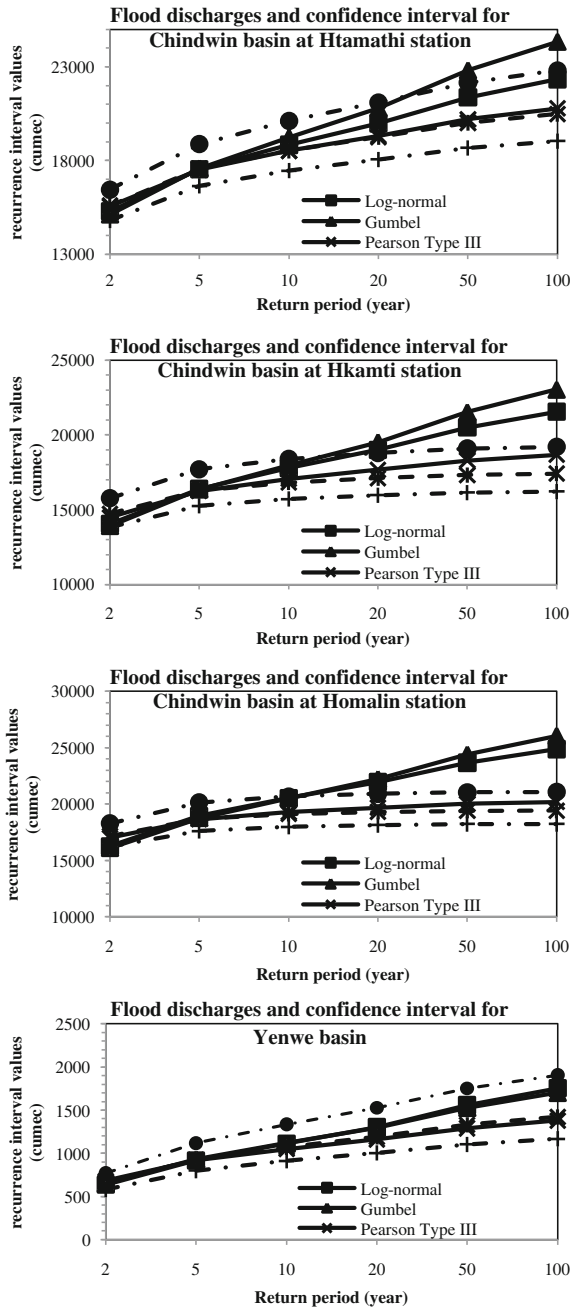 Flood discharges and confidence interval for
Chindwin basin at Htamathi station
recurrence interval values
(cumec)
23000
18000
13000
Log-normal
Gumbel
Pearson Type III
2 5 10 20 50 100
Return period (year)
Flood discharges and confidence interval for
Chindwin basin at Hkamti station
recurrence interval values
(cumec)
25000
20000
15000
10000
Log-normal
Gumbel
Pearson Type III
2 5 10 20 50 100
Return period (year)
Flood discharges and confidence interval for
Chindwin basin at Homalin station
recurrence interval values
(cumec)
30000
25000
20000
15000
10000
Log-normal
Gumbel
Pearson Type III
2 5 10 20 50 100
Return period (year)
Flood discharges and confidence interval for
Yenwe basin
recurrence interval values
(cumec)
2500
2000
1500
1000
500
0
Log-normal
Gumbel
Pearson Type III
2 5 10 20 50 100
Return period (year)